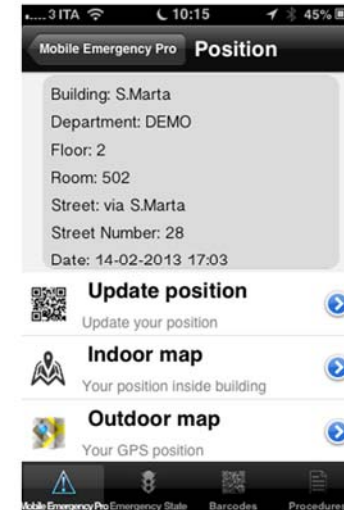 3 ITA 10:15 45%
Mobile Emergency Pro Position
Building: S.Marta
Department: DEMO
Floor: 2
Room: 502
Street: via S.Marta
Street Number: 28
Date: 14-02-2013 17:03
Update position
Update your position
Indoor map
Your position inside building
Outdoor map
Your GPS position
Mobile Emergency Pro Emergency State Barcodes Procedures